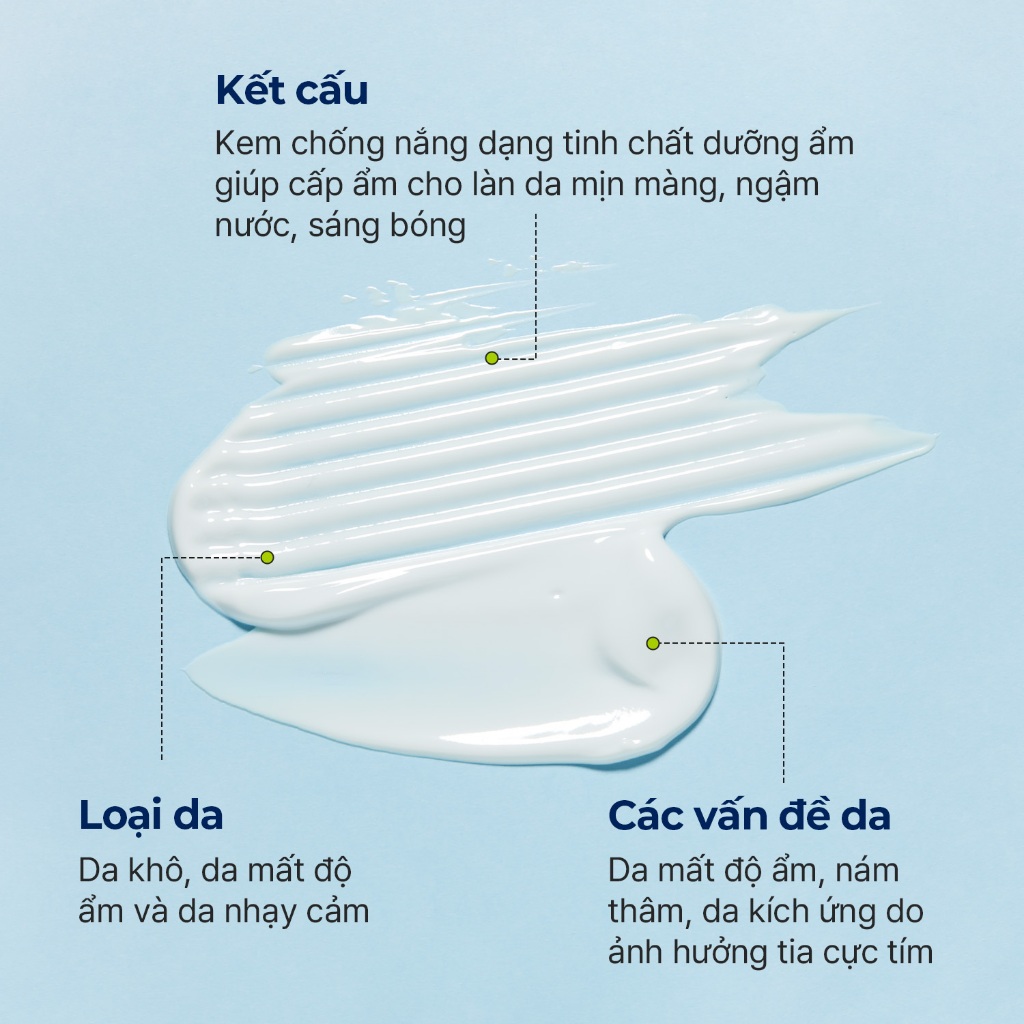 Kết cấu
Kem chống nắng dạng tinh chất dưỡng ẩm
giúp cấp ẩm cho làn da mịn màng, ngậm
nước, sáng bóng
Loại da
Da khô, da mất độ
ẩm và da nhạy cảm
Các vấn đề da
Da mất độ ẩm, nám
thâm, da kích ứng do
ảnh hưởng tia cực tím